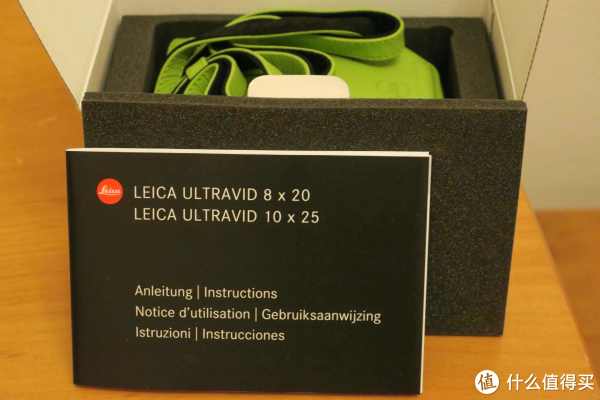 Leica
LEICA ULTRAVID 8 x 20
LEICA ULTRAVID 10 x 25
Anleitung | Instructions
Notice d'utilisation | Gebruiksaanwijzing
Istruzioni | Instrucciones
值 什么值得买